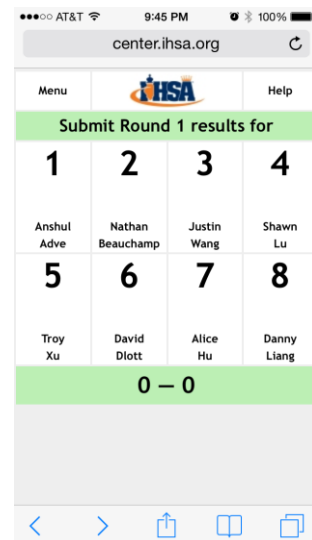 AT&T 9:45 PM 100%
center.ihsa.org
Menu IHSA Help
Submit Round 1 results for
1 2 3 4
Anshul Nathan Justin Shawn
Adve Beauchamp Wang Lu
5 6 7 8
Troy David Alice Danny
Xu Dlott Hu Liang
0 — 0